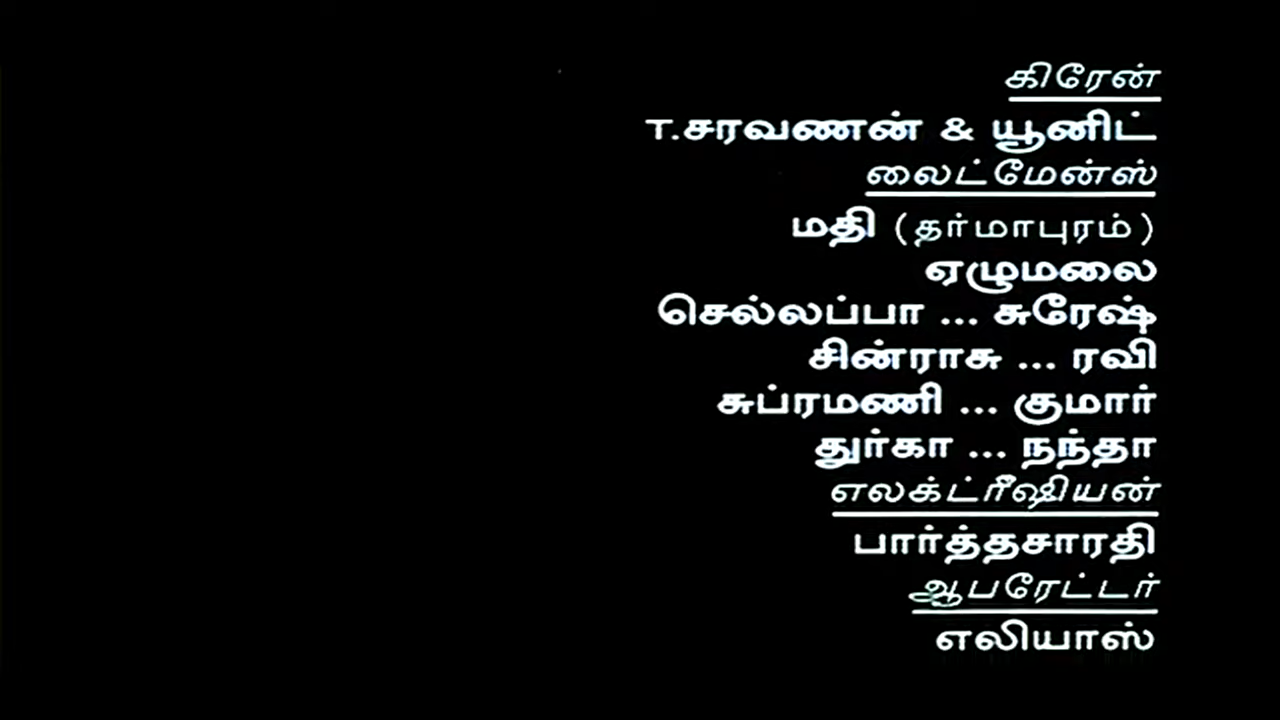 கிரேன்
T.சரவணன் & யூனிட்
லைட்மேன்ஸ்
மதி (தர்மாபுரம்)
ஏழுமலை
செல்லப்பா ... சுரேஷ்
சின்ராசு ... ரவி
சுப்ரமணி ... குமார்
துர்கா ... நந்தா
எலக்ட்ரீஷியன்
பார்த்தசாரதி
ஆபரேட்டர்
எலியாஸ்